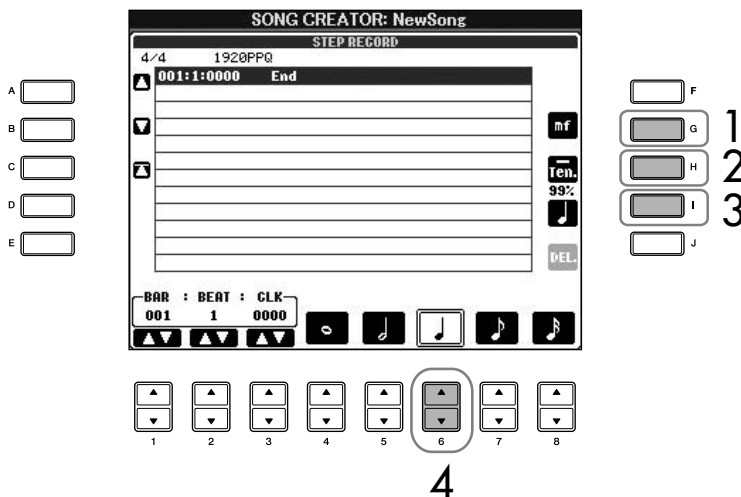 SONG CREATOR: NewSong
STEP RECORD
4/4 1920PPQ
001:1:0000 End
A
B
C
D
E
F
G
H
I
J
1
2
3
mf
Ten.
99%
DEL.
BAR : BEAT : CLK
001 1 0000
1 2 3 4 5 6 7 8
4